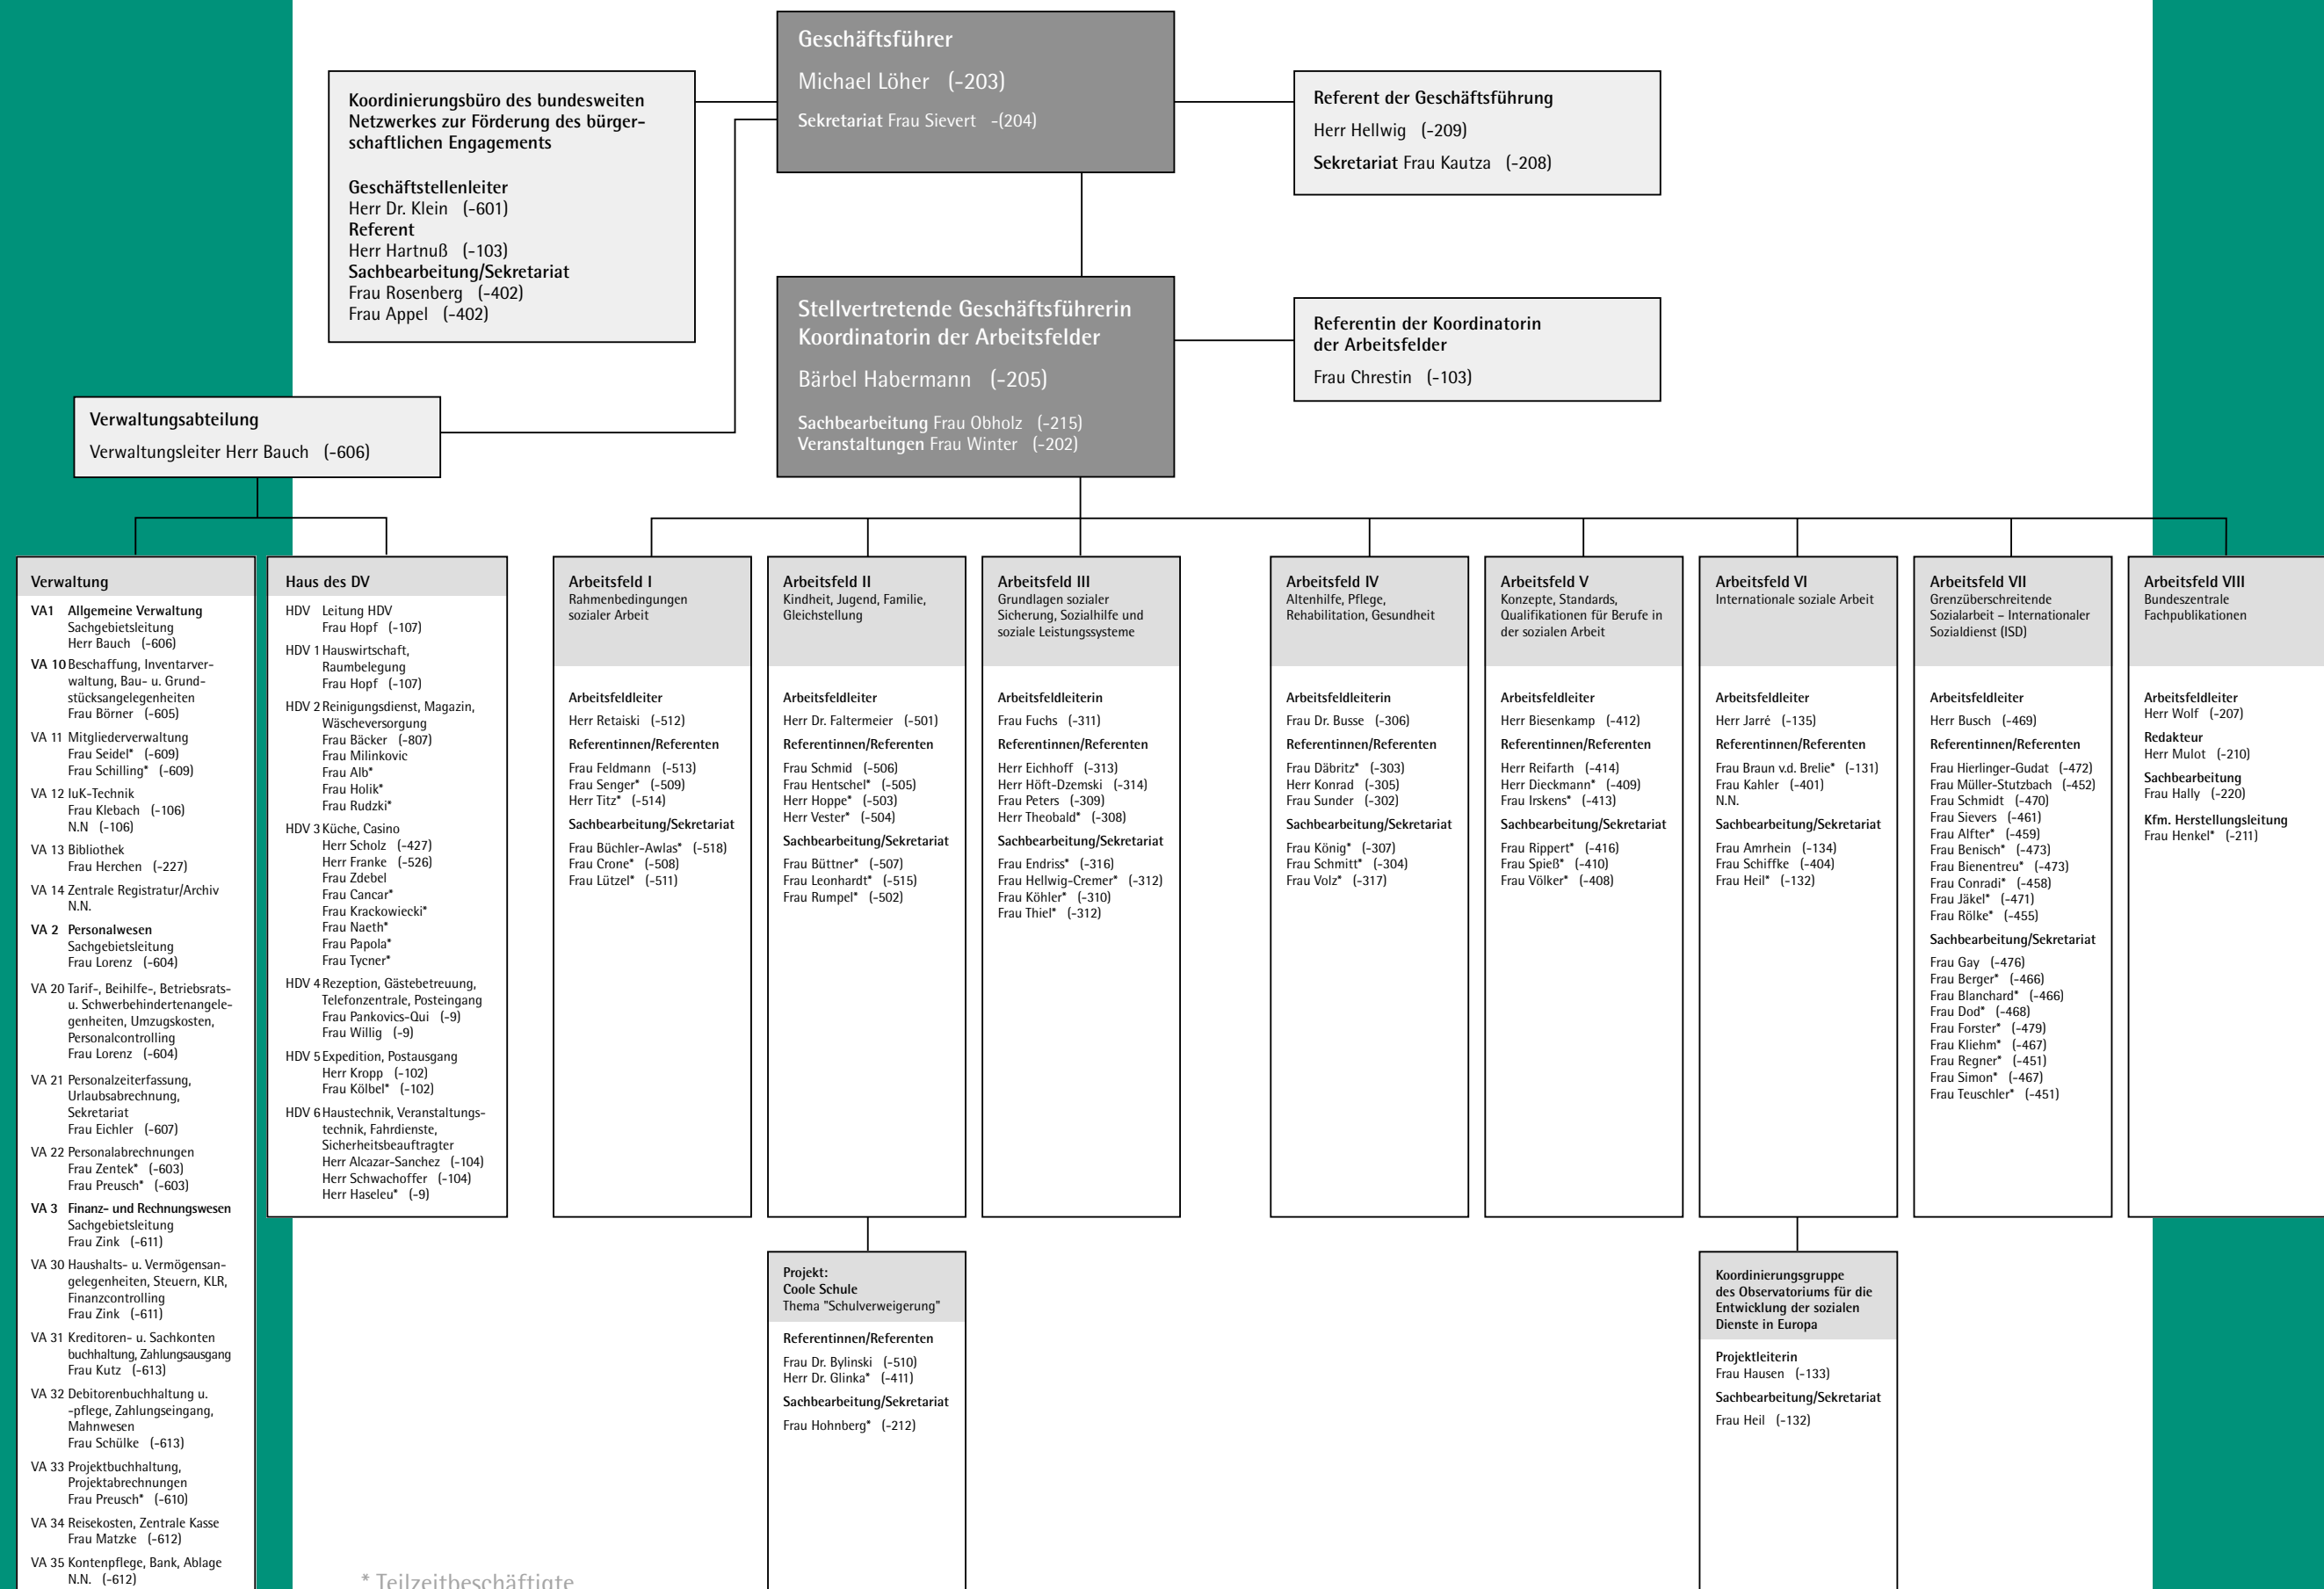 Geschäftsführer
Michael Löher (-203)
Sekretariat Frau Sievert -(204)
Koordinierungsbüro des bundesweiten
Netzwerkes zur Förderung des bürger-
schaftlichen Engagements
Geschäftstellenleiter
Herr Dr. Klein (-601)
Referent
Herr Hartnuß (-103)
Sachbearbeitung/Sekretariat
Frau Rosenberg (-402)
Frau Appel (-402)
Referent der Geschäftsführung
Herr Hellwig (-209)
Sekretariat Frau Kautza (-208)
Stellvertretende Geschäftsführerin
Koordinatorin der Arbeitsfelder
Bärbel Habermann (-205)
Sachbearbeitung Frau Obholz (-215)
Veranstaltungen Frau Winter (-202)
Referentin der Koordinatorin
der Arbeitsfelder
Frau Chrestin (-103)
Verwaltungsabteilung
Verwaltungsleiter Herr Bauch (-606)
Verwaltung
VA1 Allgemeine Verwaltung
Sachgebietsleitung
Herr Bauch (-606)
VA 10 Beschaffung, Inventarver-
waltung, Bau- u. Grund-
stücksangelegenheiten
Frau Börner (-605)
VA 11 Mitgliederverwaltung
Frau Seidel* (-609)
Frau Schilling* (-609)
VA 12 IuK-Technik
Frau Klebach (-106)
N.N (-106)
VA 13 Bibliothek
Frau Herchen (-227)
VA 14 Zentrale Registratur/Archiv
N.N.
VA 2 Personalwesen
Sachgebietsleitung
Frau Lorenz (-604)
VA 20 Tarif-, Beihilfe-, Betriebsrats-
u. Schwerbehindertenangele-
genheiten, Umzugskosten,
Personalcontrolling
Frau Lorenz (-604)
VA 21 Personalzeiterfassung,
Urlaubsabrechnung,
Sekretariat
Frau Eichler (-607)
VA 22 Personalabrechnungen
Frau Zentek* (-603)
Frau Preusch* (-603)
VA 3 Finanz- und Rechnungswesen
Sachgebietsleitung
Frau Zink (-611)
VA 30 Haushalts- u. Vermögensan-
gelegenheiten, Steuern, KLR,
Finanzcontrolling
Frau Zink (-611)
VA 31 Kreditoren- u. Sachkonten
buchhaltung, Zahlungsausgang
Frau Kutz (-613)
VA 32 Debitorenbuchhaltung u.
-pflege, Zahlungseingang,
Mahnwesen
Frau Schülke (-613)
VA 33 Projektbuchhaltung,
Projektabrechnungen
Frau Preusch* (-610)
VA 34 Reisekosten, Zentrale Kasse
Frau Matzke (-612)
VA 35 Kontenpflege, Bank, Ablage
N.N. (-612)
Haus des DV
HDV Leitung HDV
Frau Hopf (-107)
HDV 1 Hauswirtschaft,
Raumbelegung
Frau Hopf (-107)
HDV 2 Reinigungsdienst, Magazin,
Wäscheversorgung
Frau Bäcker (-807)
Frau Milinkovic
Frau Alb*
Frau Holik*
Frau Rudzki*
HDV 3 Küche, Casino
Herr Scholz (-427)
Herr Franke (-526)
Frau Zdebel
Frau Cancar*
Frau Krackowiecki*
Frau Naeth*
Frau Papola*
Frau Tycner*
HDV 4 Rezeption, Gästebetreuung,
Telefonzentrale, Posteingang
Frau Pankovics-Qui (-9)
Frau Willig (-9)
HDV 5 Expedition, Postausgang
Herr Kropp (-102)
Frau Kölbel* (-102)
HDV 6 Haustechnik, Veranstaltungs-
technik, Fahrdienste,
Sicherheitsbeauftragter
Herr Alcazar-Sanchez (-104)
Herr Schwachoffer (-104)
Herr Haseleu* (-9)
Arbeitsfeld I
Rahmenbedingungen
sozialer Arbeit
Arbeitsfeldleiter
Herr Retaiski (-512)
Referentinnen/Referenten
Frau Feldmann (-513)
Frau Senger* (-509)
Herr Titz* (-514)
Sachbearbeitung/Sekretariat
Frau Büchler-Awlas* (-518)
Frau Crone* (-508)
Frau Lützel* (-511)
Arbeitsfeld II
Kindheit, Jugend, Familie,
Gleichstellung
Arbeitsfeldleiter
Herr Dr. Faltermeier (-501)
Referentinnen/Referenten
Frau Schmid (-506)
Frau Hentschel* (-505)
Herr Hoppe* (-503)
Herr Vester* (-504)
Sachbearbeitung/Sekretariat
Frau Büttner* (-507)
Frau Leonhardt* (-515)
Frau Rumpel* (-502)
Projekt:
Coole Schule
Thema "Schulverweigerung"
Referentinnen/Referenten
Frau Dr. Bylinski (-510)
Herr Dr. Glinka* (-411)
Sachbearbeitung/Sekretariat
Frau Hohnberg* (-212)
Arbeitsfeld III
Grundlagen sozialer
Sicherung, Sozialhilfe und
soziale Leistungssysteme
Arbeitsfeldleiterin
Frau Fuchs (-311)
Referentinnen/Referenten
Herr Eichhoff (-313)
Herr Höft-Dzemski (-314)
Frau Peters (-309)
Herr Theobald* (-308)
Sachbearbeitung/Sekretariat
Frau Endriss* (-316)
Frau Hellwig-Cremer* (-312)
Frau Köhler* (-310)
Frau Thiel* (-312)
Arbeitsfeld IV
Altenhilfe, Pflege,
Rehabilitation, Gesundheit
Arbeitsfeldleiterin
Frau Dr. Busse (-306)
Referentinnen/Referenten
Frau Däbritz* (-303)
Herr Konrad (-305)
Frau Sunder (-302)
Sachbearbeitung/Sekretariat
Frau König* (-307)
Frau Schmitt* (-304)
Frau Volz* (-317)
Arbeitsfeld V
Konzepte, Standards,
Qualifikationen für Berufe in
der sozialen Arbeit
Arbeitsfeldleiter
Herr Biesenkamp (-412)
Referentinnen/Referenten
Herr Reifarth (-414)
Herr Dieckmann* (-409)
Frau Irskens* (-413)
Sachbearbeitung/Sekretariat
Frau Rippert* (-416)
Frau Spieß* (-410)
Frau Völker* (-408)
Arbeitsfeld VI
Internationale soziale Arbeit
Arbeitsfeldleiter
Herr Jarré (-135)
Referentinnen/Referenten
Frau Braun v.d. Brelie* (-131)
Frau Kahler (-401)
N.N.
Sachbearbeitung/Sekretariat
Frau Amrhein (-134)
Frau Schiffke (-404)
Frau Heil* (-132)
Koordinierungsgruppe
des Observatoriums für die
Entwicklung der sozialen
Dienste in Europa
Projektleiterin
Frau Hausen (-133)
Sachbearbeitung/Sekretariat
Frau Heil (-132)
Arbeitsfeld VII
Grenzüberschreitende
Sozialarbeit – Internationaler
Sozialdienst (ISD)
Arbeitsfeldleiter
Herr Busch (-469)
Referentinnen/Referenten
Frau Hierlinger-Gudat (-472)
Frau Müller-Stutzbach (-452)
Frau Schmidt (-470)
Frau Sievers (-461)
Frau Alfter* (-459)
Frau Benisch* (-473)
Frau Bienentreu* (-473)
Frau Conradi* (-458)
Frau Jäkel* (-471)
Frau Rölke* (-455)
Sachbearbeitung/Sekretariat
Frau Gay (-476)
Frau Berger* (-466)
Frau Blanchard* (-466)
Frau Dod* (-468)
Frau Forster* (-479)
Frau Kliehm* (-467)
Frau Regner* (-451)
Frau Simon* (-467)
Frau Teuschler* (-451)
Arbeitsfeld VIII
Bundeszentrale
Fachpublikationen
Arbeitsfeldleiter
Herr Wolf (-207)
Redakteur
Herr Mulot (-210)
Sachbearbeitung
Frau Hally (-220)
Kfm. Herstellungsleitung
Frau Henkel* (-211)
* Teilzeitbeschäftigte